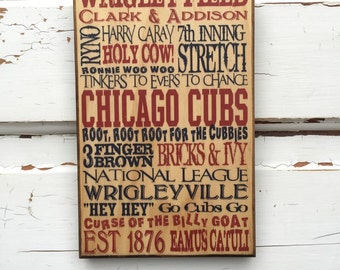 WRIGLEY FIELD
CLARK & ADDISON
RYNO HARRY CARAY 7th INNING
HOLY COW! STRETCH
RONNIE WOO WOO
TINKERS TO EVERS TO CHANCE
CHICAGO CUBS
ROOT, ROOT ROOT FOR THE CUBBIES
3 FINGER BROWN BRICKS & IVY
NATIONAL LEAGUE
WRIGLEYVILLE
"HEY HEY" GO CUBS GO
CURSE OF THE BILLY GOAT
EST 1876 EAMUS CATULI